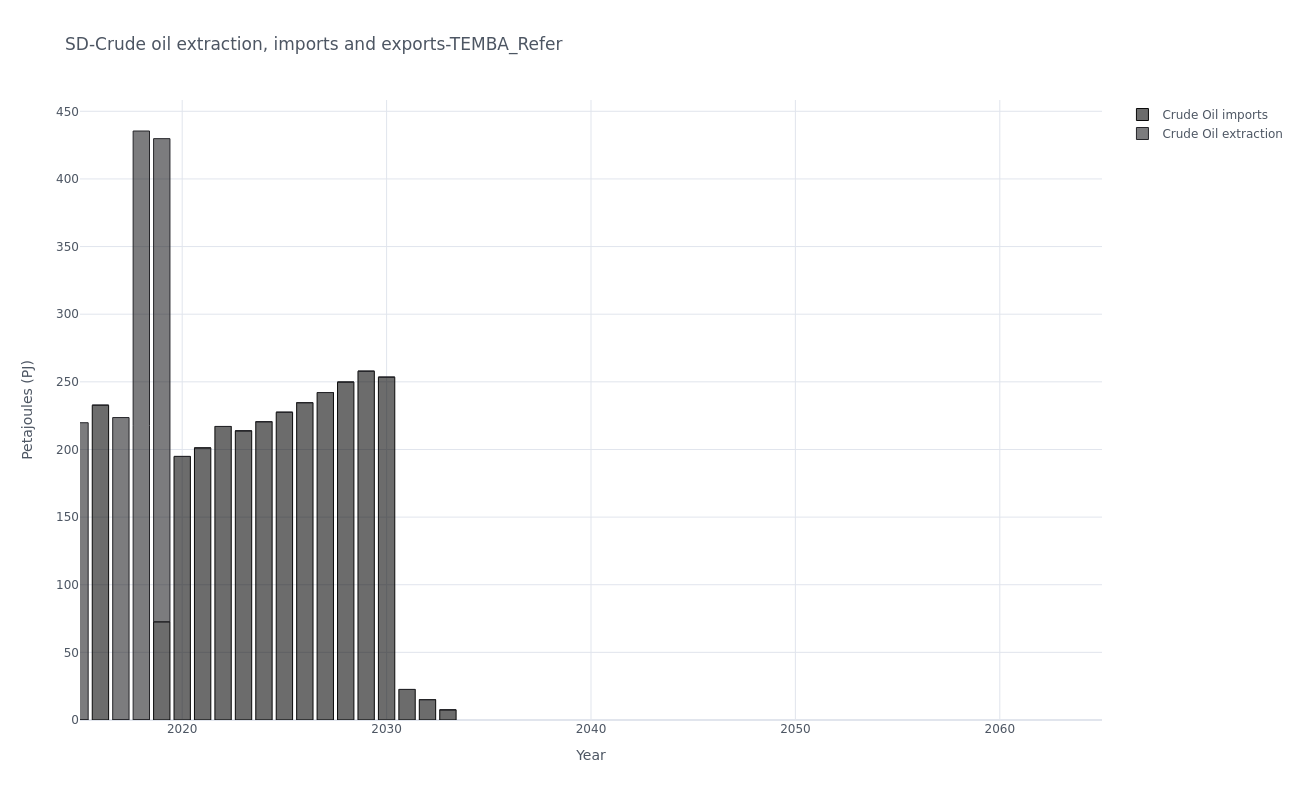 SD-Crude oil extraction, imports and exports-TEMBA_Refer
Crude Oil imports
Crude Oil extraction
Petajoules (PJ)
450
400
350
300
250
200
150
100
50
0
2020 2030 2040 2050 2060
Year